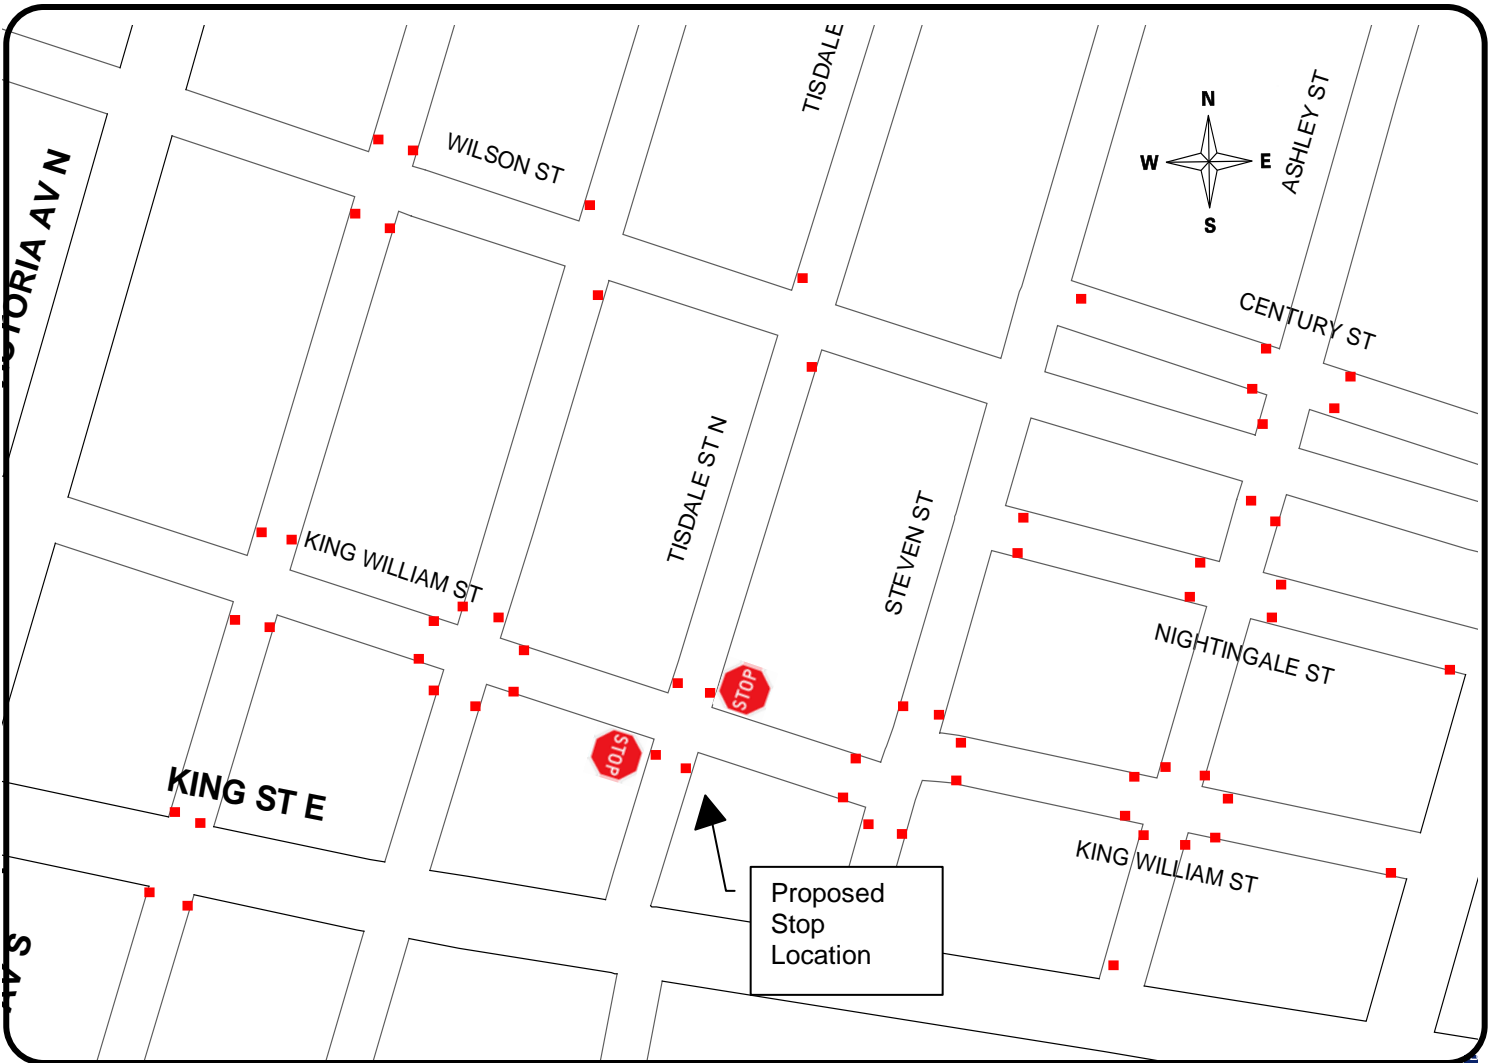 TISDALE
N
W E
S
ASHLEY ST
WILSON ST
TORIA AV N
CENTURY ST
TISDALE ST N
STEVEN ST
KING WILLIAM ST
NIGHTINGALE ST
STOP
STOP
KING ST E
KING WILLIAM ST
Proposed
Stop
Location
AV S